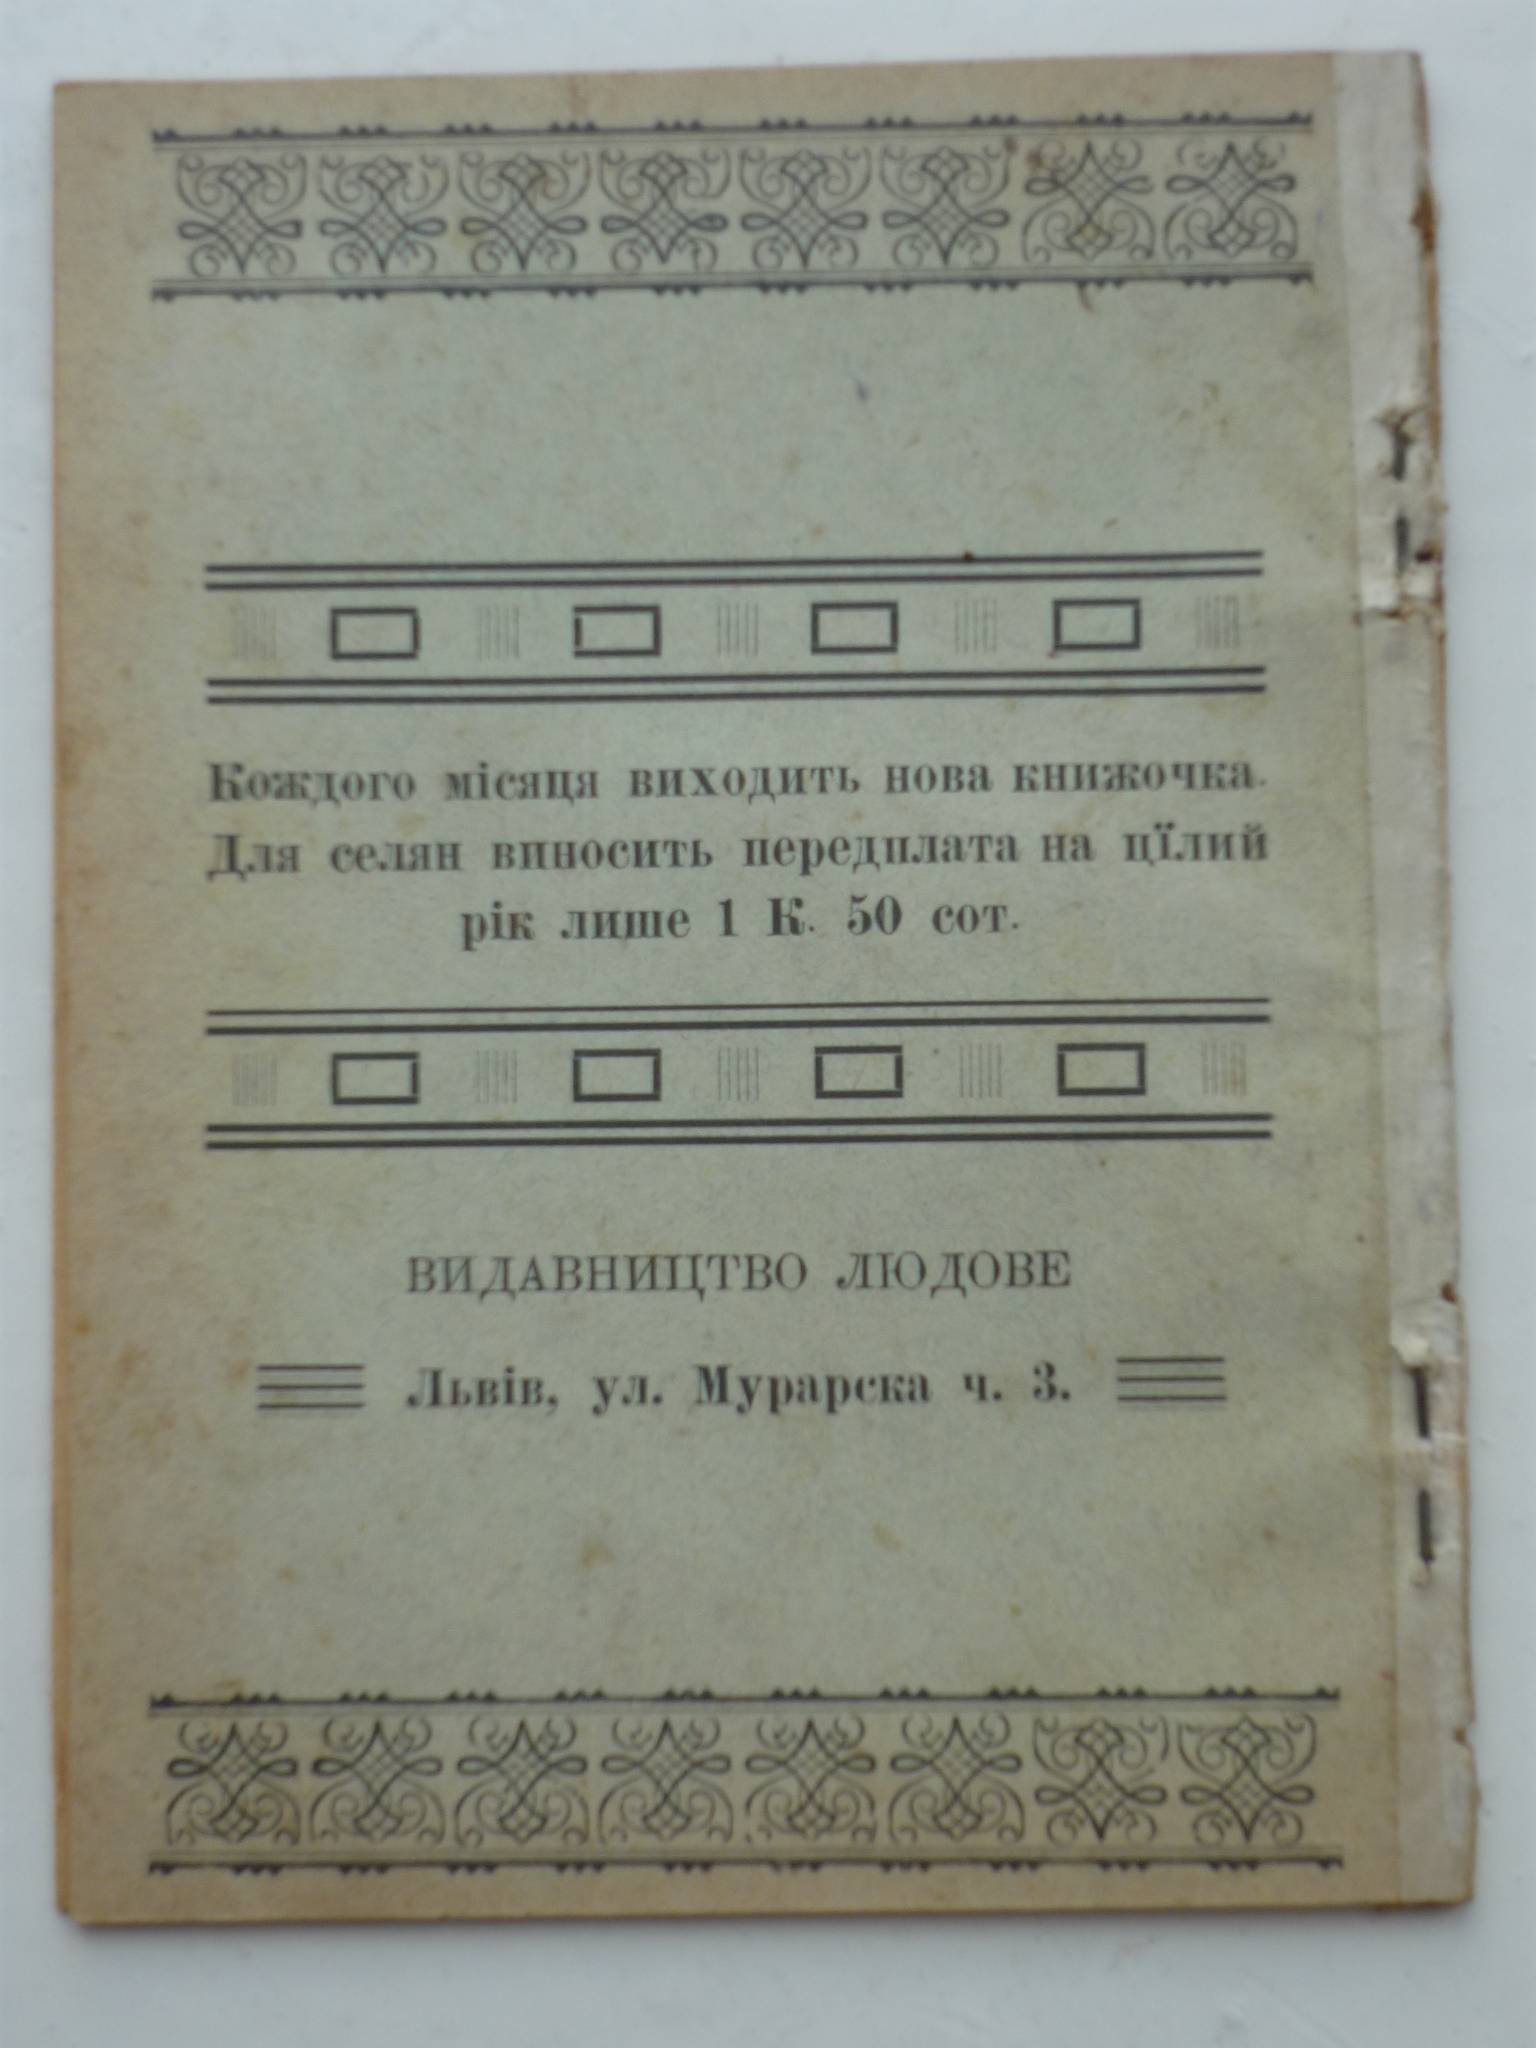 Кождого місяця виходить нова книжочка.
Для селян виносить передплата на цїлий
рік лише 1 К. 50 сот.
ВИДАВНИЦТВО ЛЮДОВЕ
Львів, ул. Мурарска ч. 3.